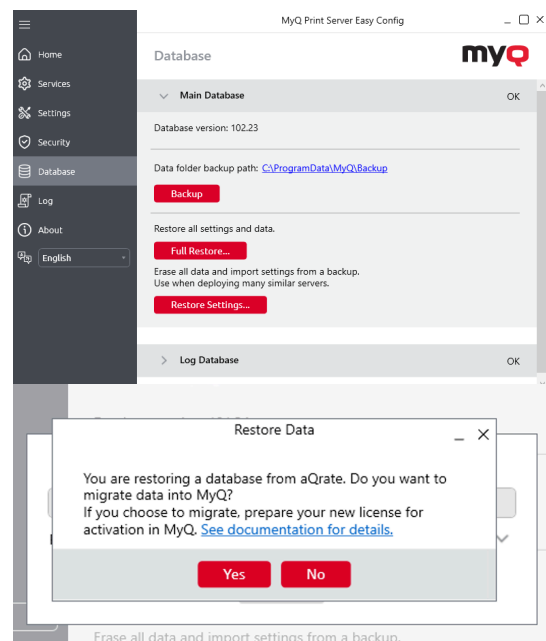 MyQ Print Server Easy Config
Home
Services
Settings
Security
Database
Log
About
English
Database
myQ
Main Database
OK
Database version: 102.23
Data folder backup path: C:\ProgramData\MyQ\Backup
Backup
Restore all settings and data.
Full Restore...
Erase all data and import settings from a backup.
Use when deploying many similar servers.
Restore Settings...
Log Database
OK
Restore Data
You are restoring a database from aQrate. Do you want to
migrate data into MyQ?
If you choose to migrate, prepare your new license for
activation in MyQ. See documentation for details.
Yes
No
Erase all data and import settings from a backup.